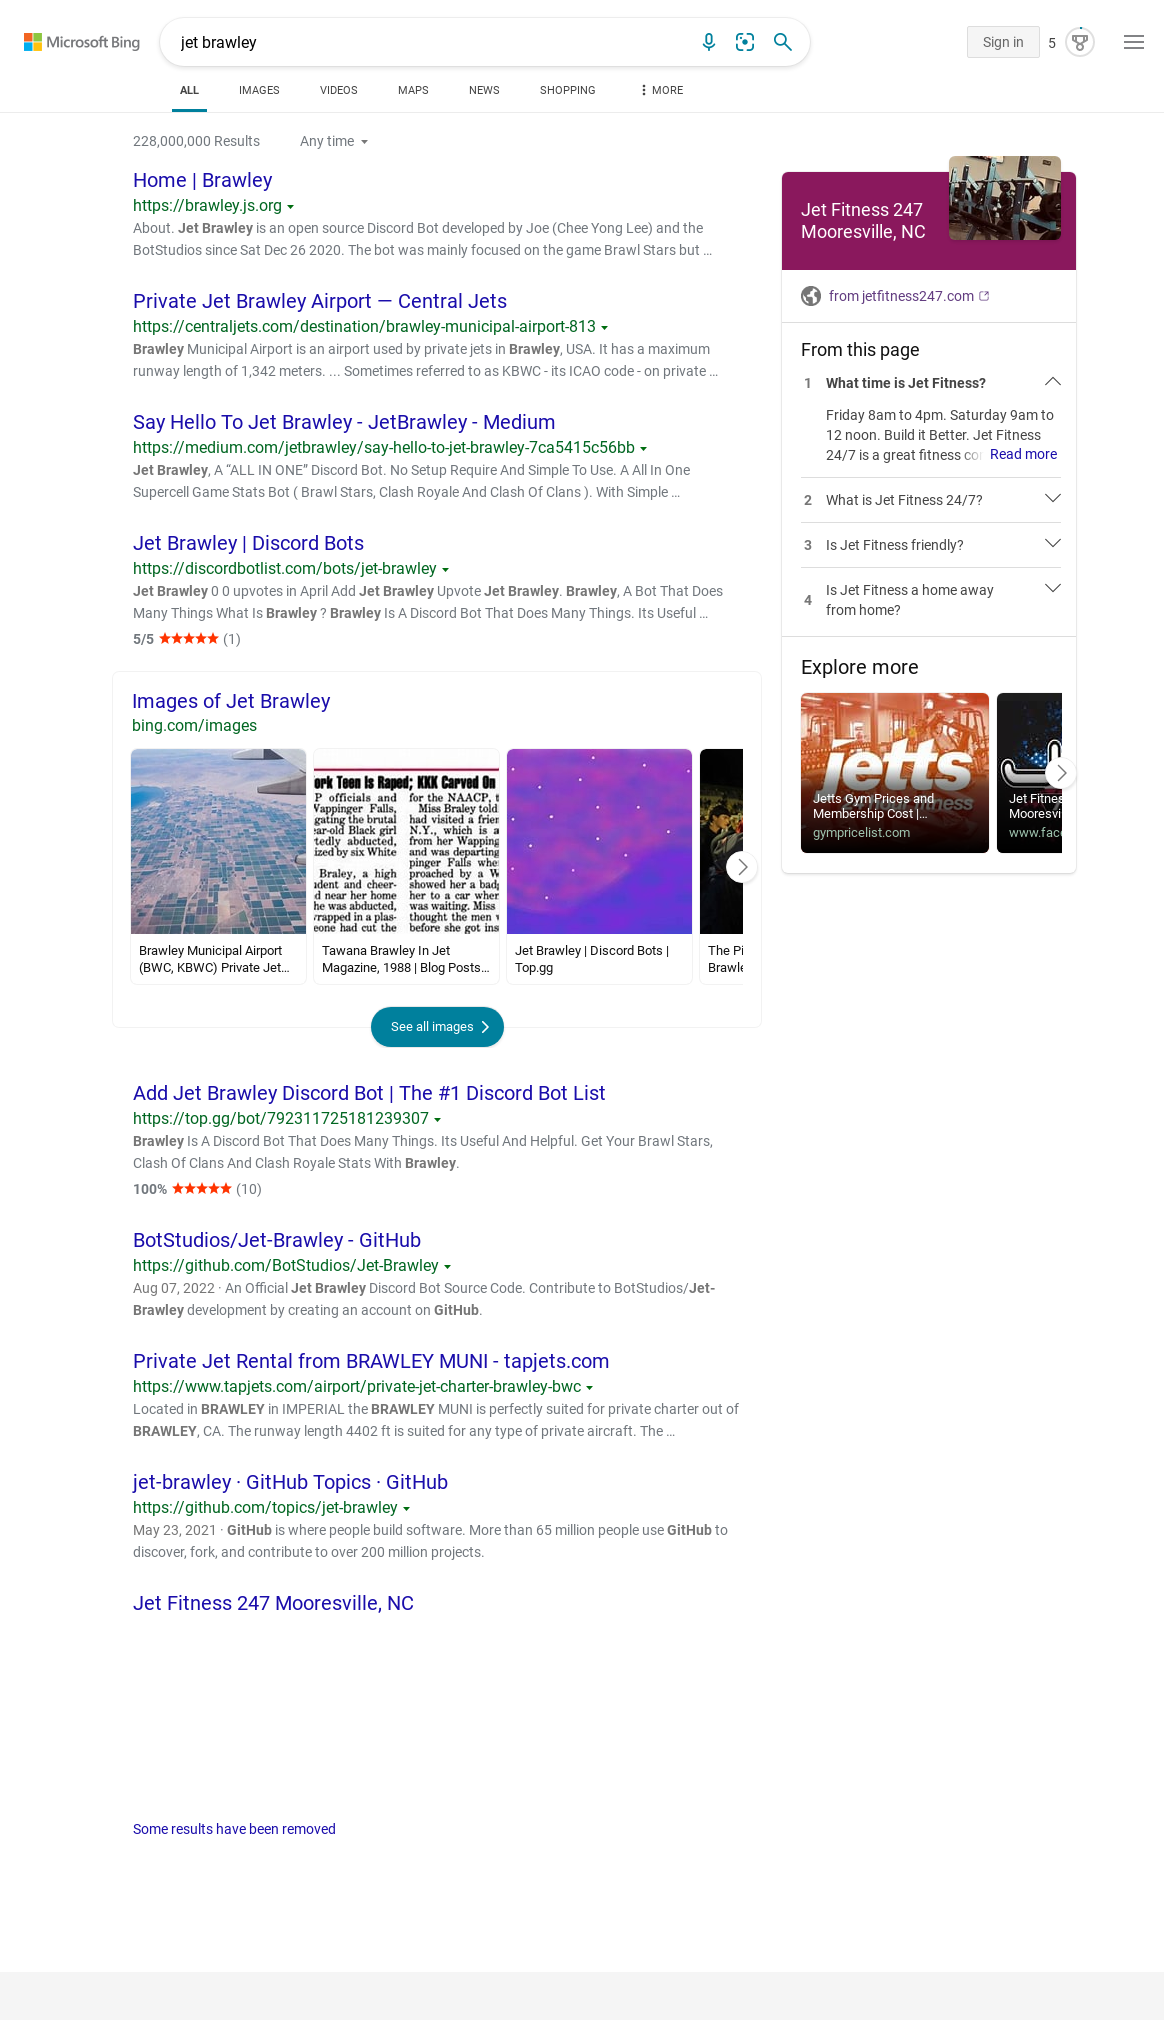 Microsoft Bing
jet brawley
Sign in
5
ALL
IMAGES
VIDEOS
MAPS
NEWS
SHOPPING
MORE
228,000,000 Results
Any time
Home | Brawley
https://brawley.js.org
About. Jet Brawley is an open source Discord Bot developed by Joe (Chee Yong Lee) and the
BotStudios since Sat Dec 26 2020. The bot was mainly focused on the game Brawl Stars but …
Private Jet Brawley Airport — Central Jets
https://centraljets.com/destination/brawley-municipal-airport-813
Brawley Municipal Airport is an airport used by private jets in Brawley, USA. It has a maximum
runway length of 1,342 meters. ... Sometimes referred to as KBWC - its ICAO code - on private …
Say Hello To Jet Brawley - JetBrawley - Medium
https://medium.com/jetbrawley/say-hello-to-jet-brawley-7ca5415c56bb
Jet Brawley, A “ALL IN ONE” Discord Bot. No Setup Require And Simple To Use. A All In One
Supercell Game Stats Bot ( Brawl Stars, Clash Royale And Clash Of Clans ). With Simple …
Jet Brawley | Discord Bots
https://discordbotlist.com/bots/jet-brawley
Jet Brawley 0 0 upvotes in April Add Jet Brawley Upvote Jet Brawley. Brawley, A Bot That Does
Many Things What Is Brawley ? Brawley Is A Discord Bot That Does Many Things. Its Useful …
5/5 ★★★★★ (1)
Images of Jet Brawley
bing.com/images
ork Teen Is Raped; KKK Carved On
P officials and
Wappinger Falls,
gating the brutal
ear-old Black girl
rtedly abducted,
ized by six White
Braley, a high
udent and cheer-
d near her home
he was abducted,
wrapped in a plas-
eone had cut the
for the NAACP, t
Miss Braley told
had visited a frien
N.Y., which is a
from her Wapping
and was departing
pinger Falls when
proached by a W
showed her a badg
her to a car when
was waiting. Miss
thought the men w
before she got ins
Brawley Municipal Airport
(BWC, KBWC) Private Jet…
Tawana Brawley In Jet
Magazine, 1988 | Blog Posts…
Jet Brawley | Discord Bots |
Top.gg
The Pi
Brawle
See all images
Add Jet Brawley Discord Bot | The #1 Discord Bot List
https://top.gg/bot/792311725181239307
Brawley Is A Discord Bot That Does Many Things. Its Useful And Helpful. Get Your Brawl Stars,
Clash Of Clans And Clash Royale Stats With Brawley.
100% ★★★★★ (10)
BotStudios/Jet-Brawley - GitHub
https://github.com/BotStudios/Jet-Brawley
Aug 07, 2022 · An Official Jet Brawley Discord Bot Source Code. Contribute to BotStudios/Jet-
Brawley development by creating an account on GitHub.
Private Jet Rental from BRAWLEY MUNI - tapjets.com
https://www.tapjets.com/airport/private-jet-charter-brawley-bwc
Located in BRAWLEY in IMPERIAL the BRAWLEY MUNI is perfectly suited for private charter out of
BRAWLEY, CA. The runway length 4402 ft is suited for any type of private aircraft. The …
jet-brawley · GitHub Topics · GitHub
https://github.com/topics/jet-brawley
May 23, 2021 · GitHub is where people build software. More than 65 million people use GitHub to
discover, fork, and contribute to over 200 million projects.
Jet Fitness 247 Mooresville, NC
Some results have been removed
Jet Fitness 247
Mooresville, NC
from jetfitness247.com
From this page
1 What time is Jet Fitness?
Friday 8am to 4pm. Saturday 9am to
12 noon. Build it Better. Jet Fitness
24/7 is a great fitness co Read more
2 What is Jet Fitness 24/7?
3 Is Jet Fitness friendly?
4 Is Jet Fitness a home away
from home?
Explore more
jetts
Jetts Gym Prices and
Membership Cost |…
gympricelist.com
Jet Fitnes
Mooresvi
www.fac